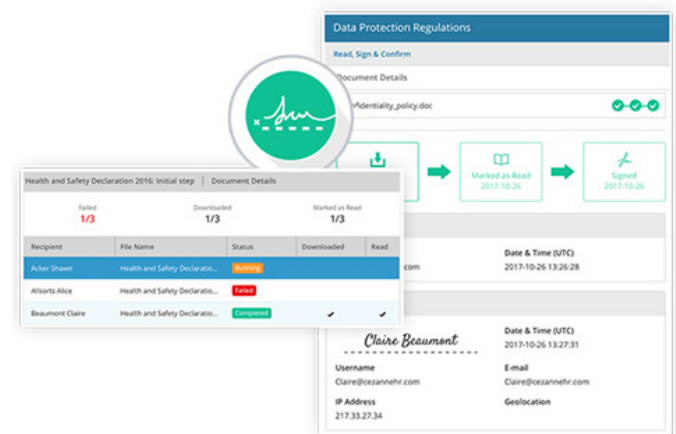 Data Protection Regulations
Read, Sign & Confirm
Document Details
fidentiality_policy.doc
Marked as Read
2017-10-26
Signed
2017-10-26
Date & Time (UTC)
com 2017-10-26 13:26:28
Date & Time (UTC)
Claire Beaumont 2017-10-26 13:27:31
Username E-mail
Claire@cezannehr.com Claire@cezannehr.com
IP Address Geolocation
217.33.27.34
Health and Safety Declaration 2016: Initial step | Document Details
Failed Downloaded Marked as Read
1/3 1/3 1/3
Recipient File Name Status Downloaded Read
Acker Shawn Health and Safety Declaratio... Running
Allsorts Alice Health and Safety Declaratio... Failed
Beaumont Claire Health and Safety Declaratio... Completed